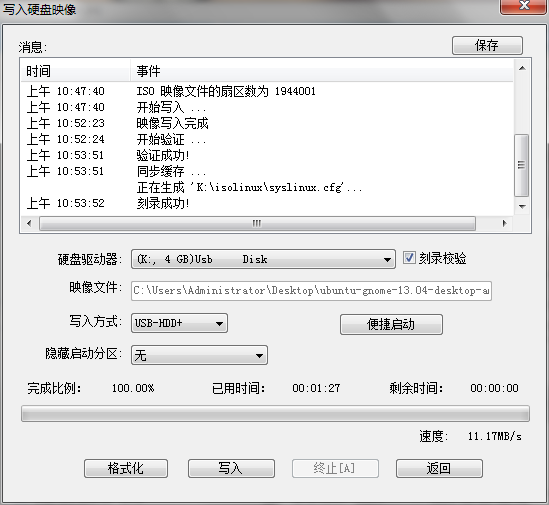 写入硬盘映像
消息:
保存
时间 事件
上午 10:47:40 ISO 映像文件的扇区数为 1944001
上午 10:47:40 开始写入 ...
上午 10:52:23 映像写入完成
上午 10:52:24 开始验证 ...
上午 10:53:51 验证成功!
上午 10:53:51 同步缓存 ...
正在生成 'K:\isolinux\syslinux.cfg'...
上午 10:53:52 刻录成功!
硬盘驱动器: (K:, 4 GB)Usb Disk 刻录校验
映像文件: C:\Users\Administrator\Desktop\ubuntu-gnome-13.04-desktop-a
写入方式: USB-HDD+ 便捷启动
隐藏启动分区: 无
完成比例: 100.00% 已用时间: 00:01:27 剩余时间: 00:00:00
速度: 11.17MB/s
格式化 写入 终止[A] 返回